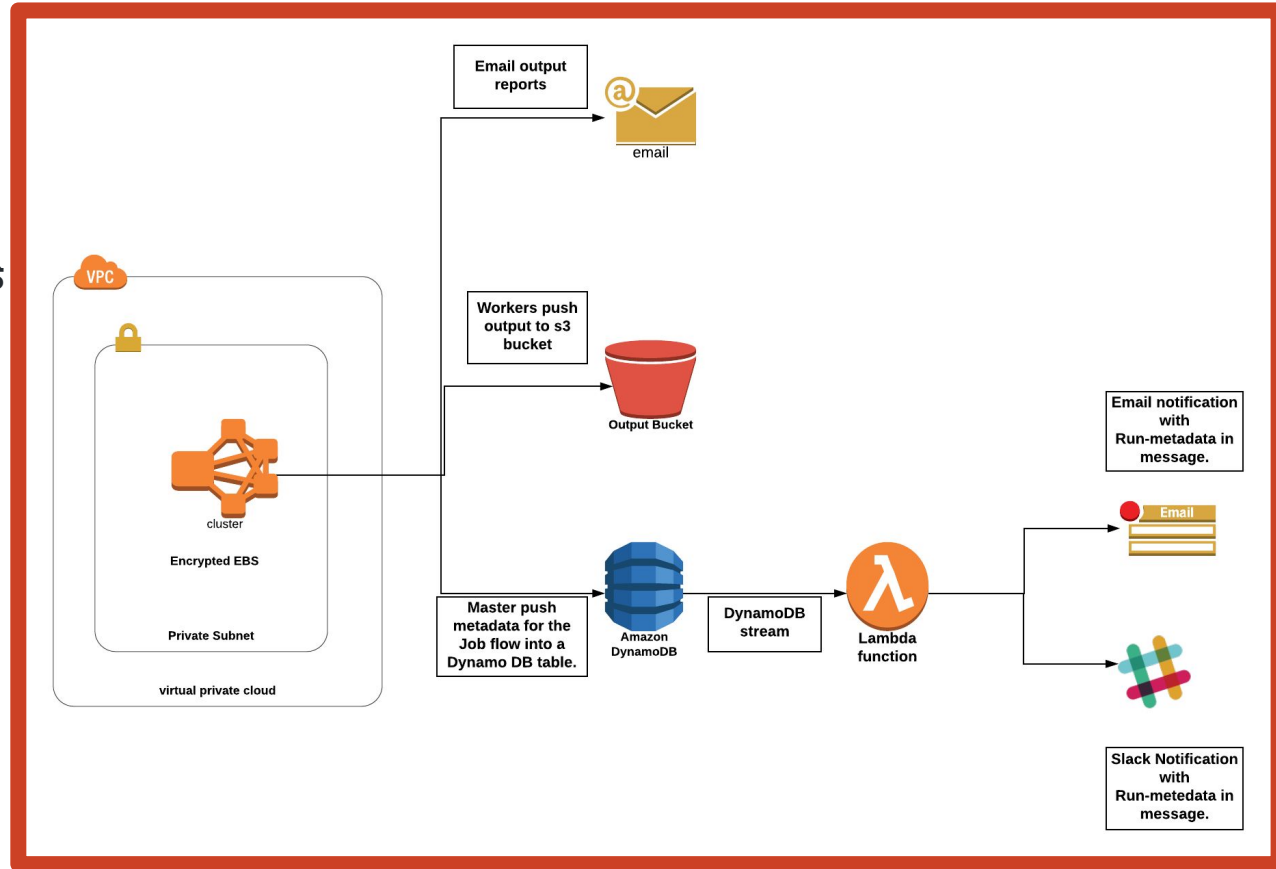 Email output
reports
@
email
s
VPC
Workers push
output to s3
bucket
Output Bucket
cluster
Encrypted EBS
Private Subnet
virtual private cloud
Master push
metadata for the
Job flow into a
Dynamo DB table.
Amazon
DynamoDB
DynamoDB
stream
λ
Lambda
function
Email notification
with
Run-metadata in
message.
Email
Slack Notification
with
Run-metedata in
message.